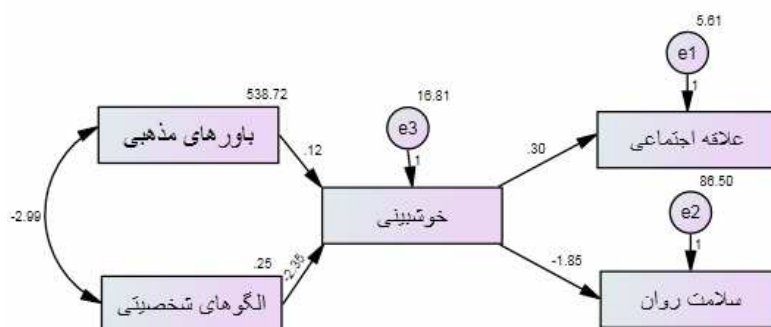 5.61
e1
1
538.72
باورهای مذهبی
16.81
e3
1
علاقه اجتماعی
.12
.30
86.50
e2
1
خوشبینی
-2.99
.25
-2.35
-1.85
الگوهای شخصیتی
سلامت روان